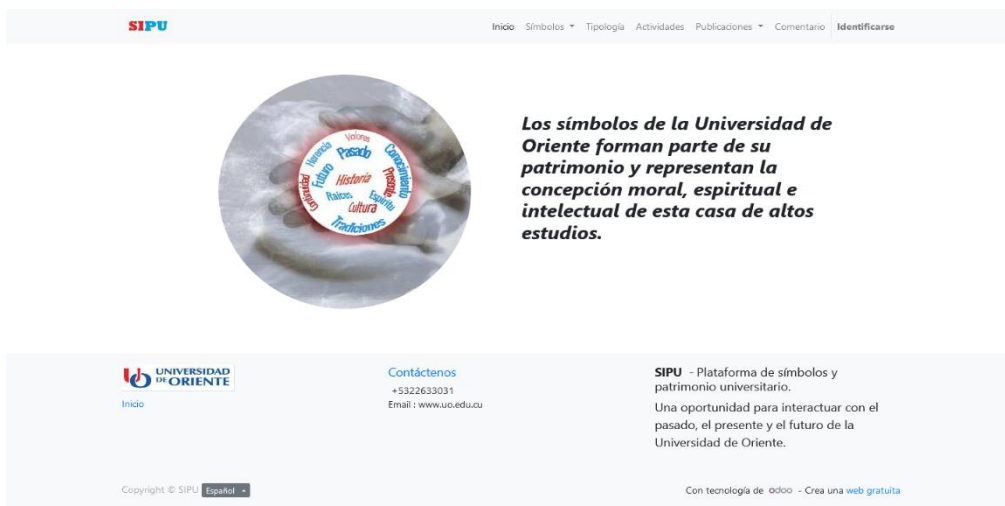 SIPU
Inicio Símbolos Tipología Actividades Publicaciones Comentario Identificarse
Valores
Herencia Pasado Conocimiento
Continuidad Futuro Historia Presente
Raíces Espíritu
Cultura
Tradiciones
Los símbolos de la Universidad de
Oriente forman parte de su
patrimonio y representan la
concepción moral, espiritual e
intelectual de esta casa de altos
estudios.
UO UNIVERSIDAD
DE ORIENTE
Inicio
Contáctenos
+5322633031
Email : www.uo.edu.cu
SIPU - Plataforma de símbolos y
patrimonio universitario.
Una oportunidad para interactuar con el
pasado, el presente y el futuro de la
Universidad de Oriente.
Copyright © SIPU Español
Con tecnología de odoo - Crea una web gratuita